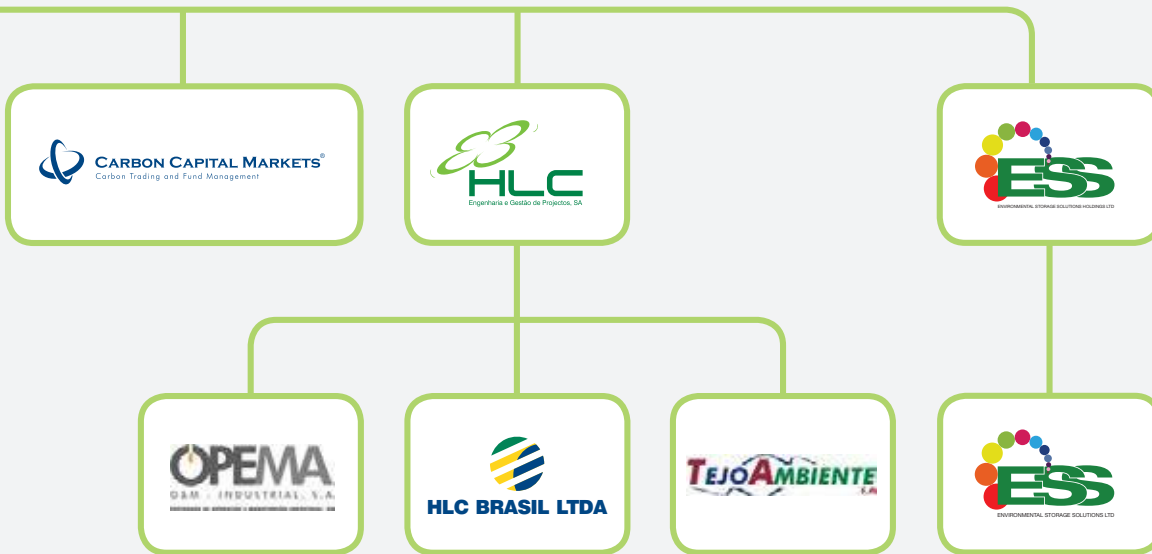 CARBON CAPITAL MARKETS®
Carbon Trading and Fund Management
HLC
Engenharia e Gestão de Projectos, SA
ESS
ENVIRONMENTAL STORAGE SOLUTIONS HOLDINGS LTD
OPEMA
O&M - INDUSTRIAL, S.A.
HLC BRASIL LTDA
TEJOAMBIENTE
S.A.
ESS
ENVIRONMENTAL STORAGE SOLUTIONS LTD